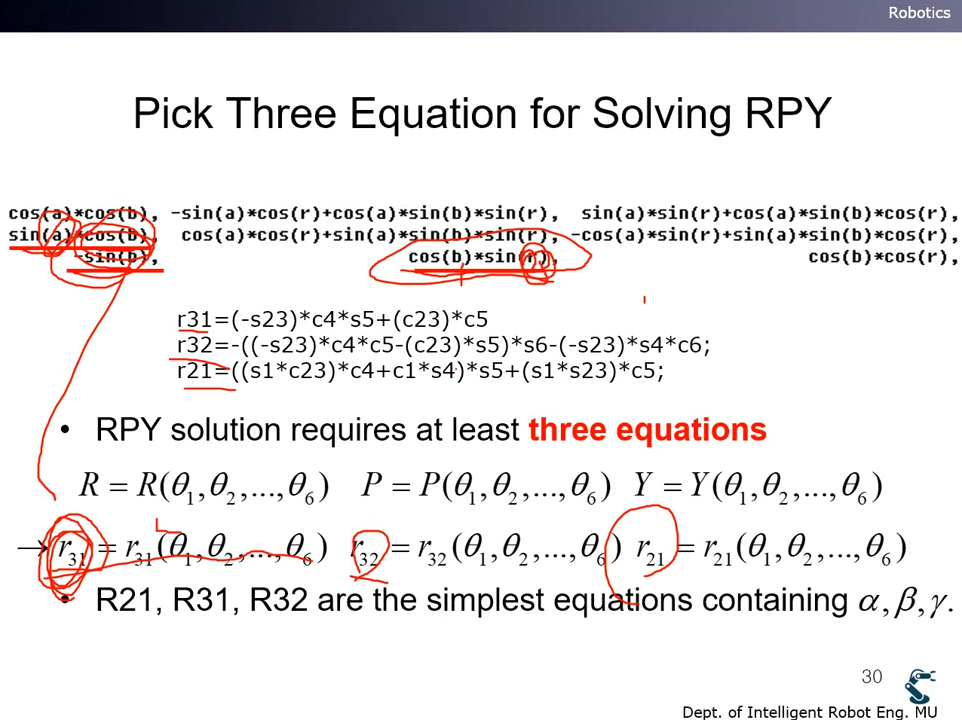 Robotics
Pick Three Equation for Solving RPY
cos(a)*cos(b), -sin(a)*cos(r)+cos(a)*sin(b)*sin(r), sin(a)*sin(r)+cos(a)*sin(b)*cos(r),
sin(a)*cos(b), cos(a)*cos(r)+sin(a)*sin(b)*sin(r), -cos(a)*sin(r)+sin(a)*sin(b)*cos(r),
-sin(b), cos(b)*sin(r), cos(b)*cos(r),
r31=(-s23)*c4*s5+(c23)*c5
r32=-((-s23)*c4*c5-(c23)*s5)*s6-(-s23)*s4*c6;
r21=((s1*c23)*c4+c1*s4)*s5+(s1*s23)*c5;
• RPY solution requires at least three equations
R = R(θ₁,θ₂,...,θ₆) P = P(θ₁,θ₂,...,θ₆) Y = Y(θ₁,θ₂,...,θ₆)
→ r₃₁ = r₃₁(θ₁,θ₂,...,θ₆) r₃₂ = r₃₂(θ₁,θ₂,...,θ₆) r₂₁ = r₂₁(θ₁,θ₂,...,θ₆)
• R21, R31, R32 are the simplest equations containing α,β,γ.
30
Dept. of Intelligent Robot Eng. MU